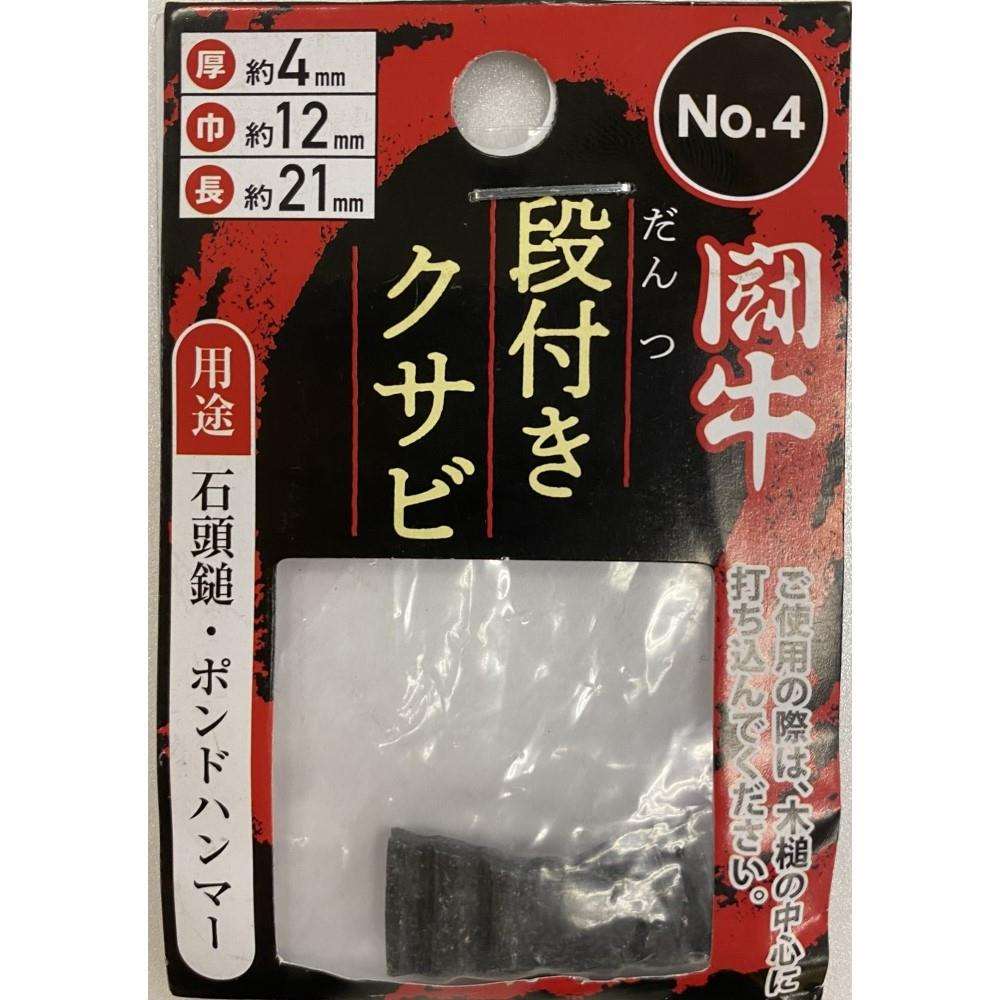 厚 約4mm
巾 約12mm
長 約21mm
No.4
闘牛
だんつ
段付き
クサビ
用途
石頭鎚・ポンドハンマー
ご使用の際は、木槌の中心に
打ち込んでください。